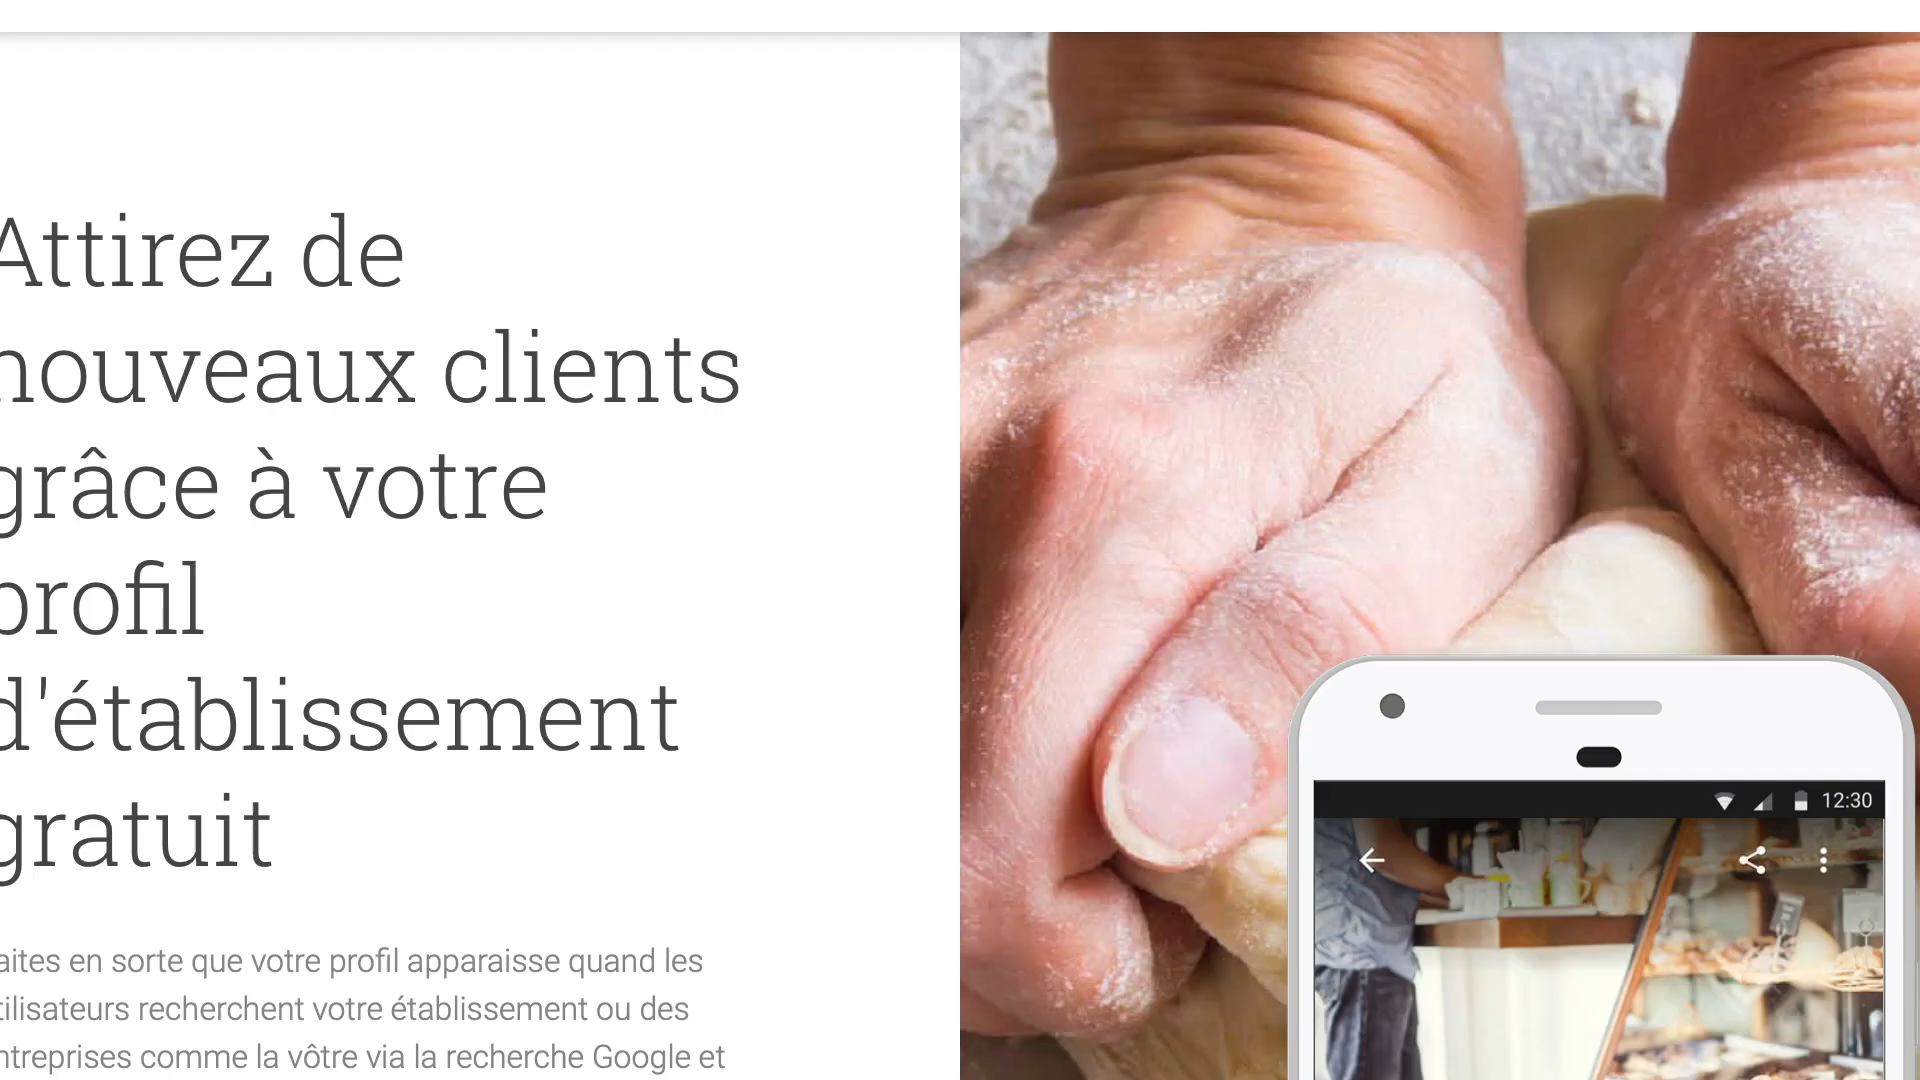 Attirez de
nouveaux clients
grâce à votre
profil
d'établissement
gratuit
aites en sorte que votre profil apparaisse quand les
tilisateurs recherchent votre établissement ou des
ntreprises comme la vôtre via la recherche Google et
12:30